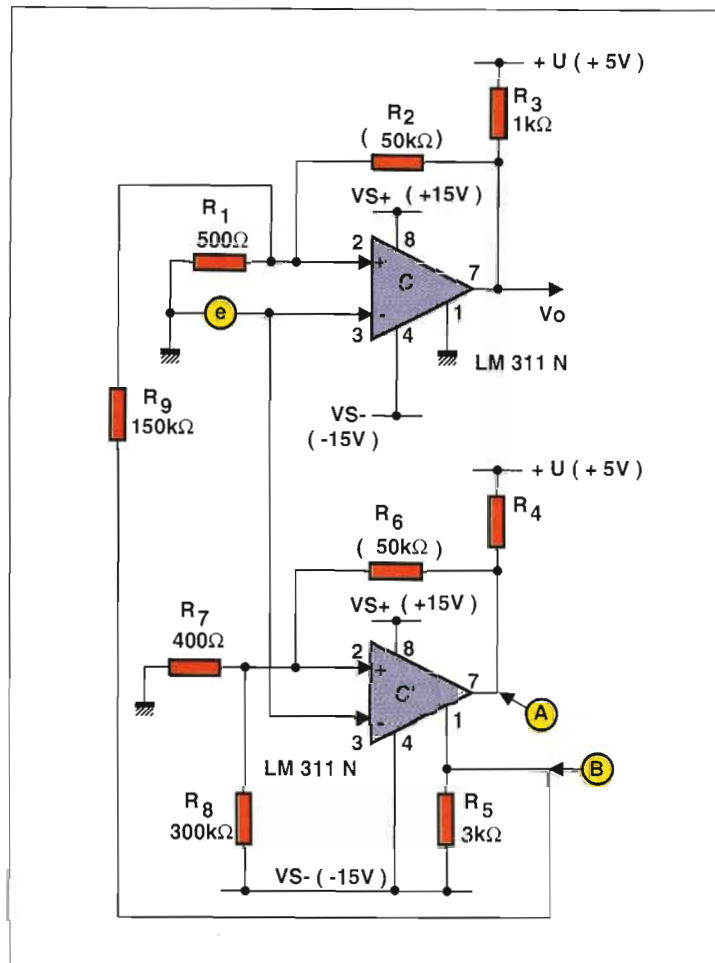 + U ( + 5V)
R3
1kΩ
R2
( 50kΩ )
VS+ ( +15V )
R1
500Ω
2
8
+
C
7
e
-
1
Vo
3
4
LM 311 N
R9
150kΩ
VS-
( -15V )
+ U ( + 5V )
R4
R6
( 50kΩ )
VS+ ( +15V )
R7
400Ω
2
8
+
C'
7
A
-
1
3
4
LM 311 N
B
R8
300kΩ
R5
3kΩ
VS- ( -15V )